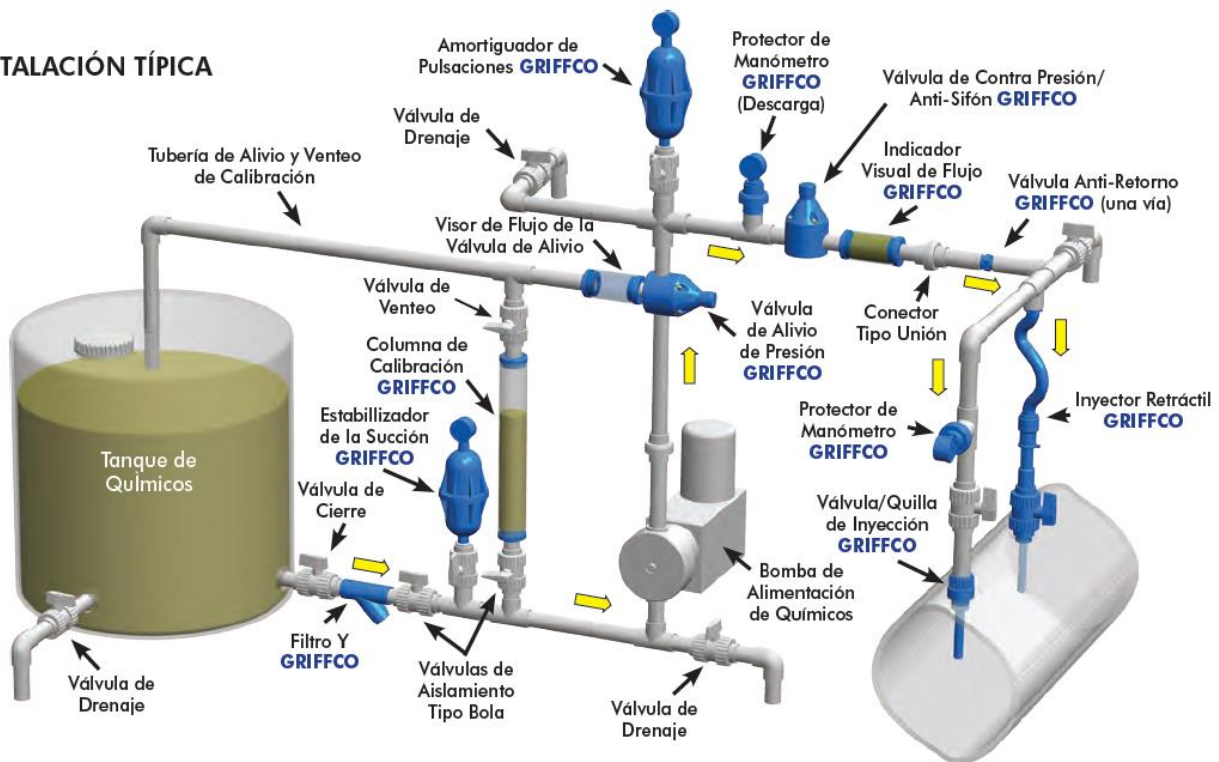 TALACIÓN TÍPICA
Amortiguador de
Pulsaciones GRIFFCO
Protector de
Manómetro
GRIFFCO
(Descarga)
Válvula de Contra Presión/
Anti-Sifón GRIFFCO
Válvula de
Drenaje
Tubería de Alivio y Venteo
de Calibración
Indicador
Visual de Flujo
GRIFFCO
Válvula Anti-Retorno
GRIFFCO (una vía)
Visor de Flujo de la
Válvula de Alivio
Válvula de
Venteo
Válvula
de Alivio
de Presión
GRIFFCO
Conector
Tipo Unión
Columna de
Calibración
GRIFFCO
Estabillizador
de la Succión
GRIFFCO
Protector de
Manómetro
GRIFFCO
Inyector Retráctil
GRIFFCO
Tanque de
QuÌmicos
Válvula de
Cierre
Válvula/Quilla
de Inyección
GRIFFCO
Bomba de
Alimentación
de Químicos
Filtro Y
GRIFFCO
Válvulas de
Aislamiento
Tipo Bola
Válvula de
Drenaje
Válvula de
Drenaje